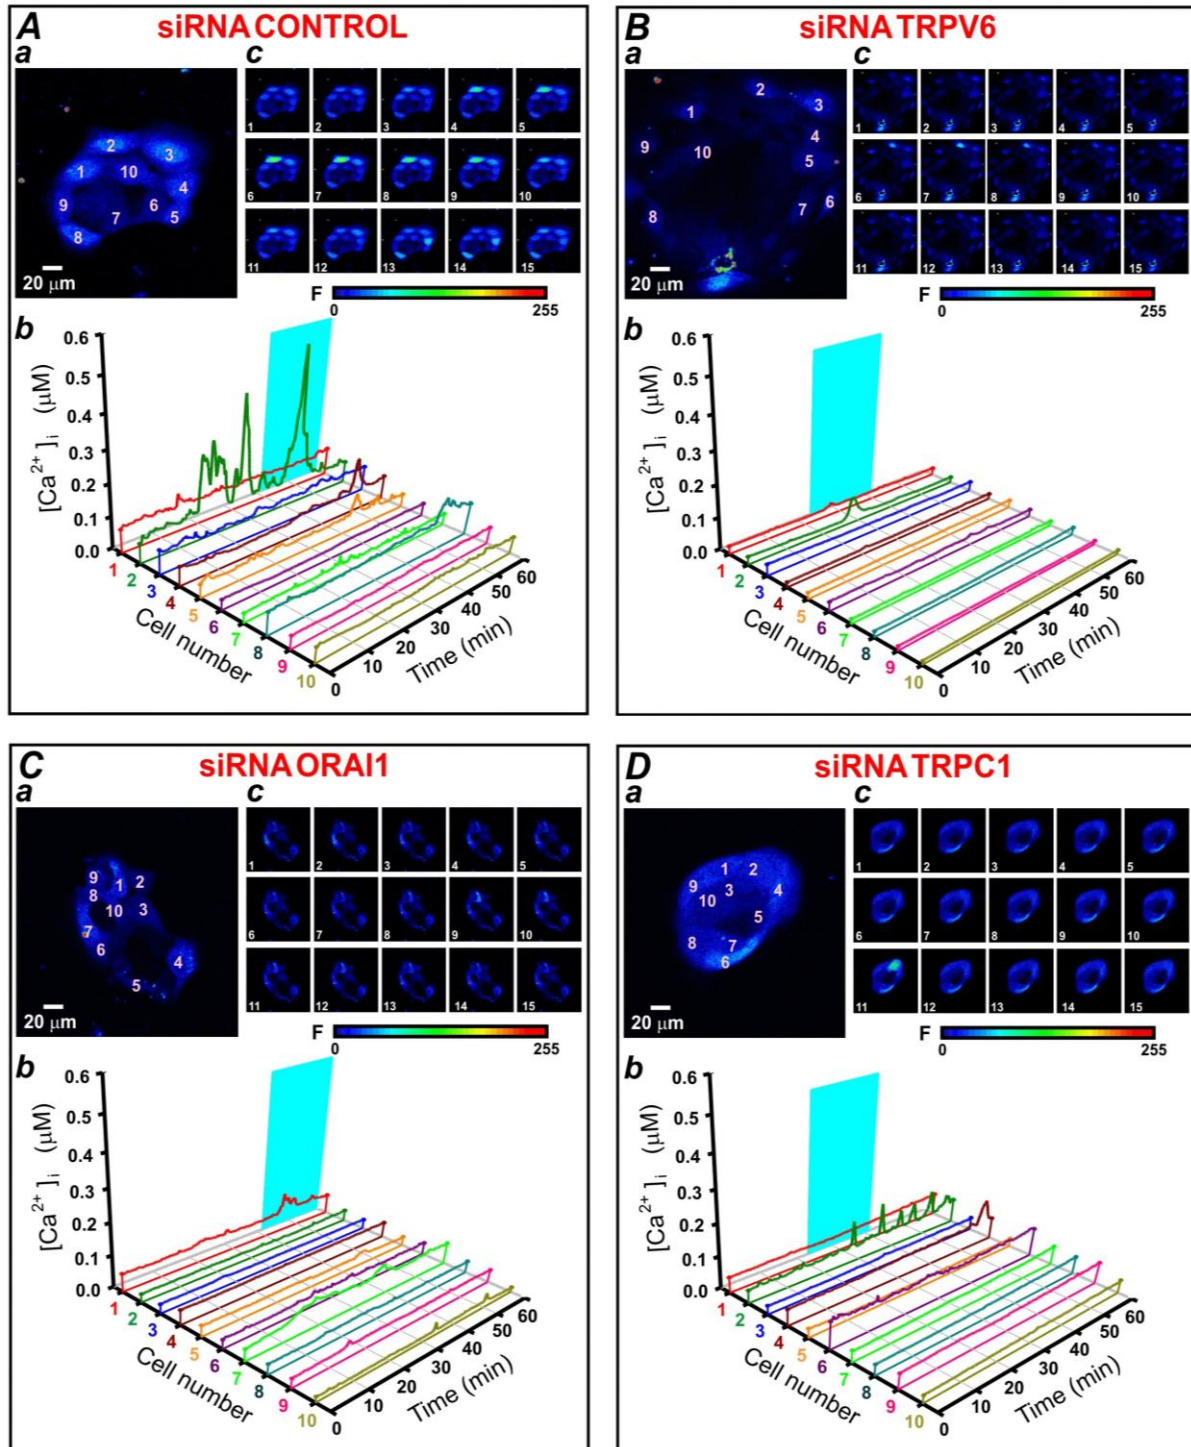 A siRNA CONTROL
a c
2
1 10 3
4
9 7 6 5
8
20 μm
1 2 3 4 5
6 7 8 9 10
11 12 13 14 15
F
0 255
b
[Ca²⁺]ᵢ (μM)
0.6
0.5
0.4
0.3
0.2
0.1
0.0
1 2 3 4 5 6 7 8 9 10
Cell number
0 10 20 30 40 50 60
Time (min)
B siRNA TRPV6
a c
2
1 3
4
9 10 5
8 7 6
20 μm
1 2 3 4 5
6 7 8 9 10
11 12 13 14 15
F
0 255
b
[Ca²⁺]ᵢ (μM)
0.6
0.5
0.4
0.3
0.2
0.1
0.0
1 2 3 4 5 6 7 8 9 10
Cell number
0 10 20 30 40 50 60
Time (min)
C siRNA ORAI1
a c
9 1 2
8
10 3
7
6 4
5
20 μm
1 2 3 4 5
6 7 8 9 10
11 12 13 14 15
F
0 255
b
[Ca²⁺]ᵢ (μM)
0.6
0.5
0.4
0.3
0.2
0.1
0.0
1 2 3 4 5 6 7 8 9 10
Cell number
0 10 20 30 40 50 60
Time (min)
D siRNA TRPC1
a c
1 2
9 3 4
10
5
8 7
6
20 μm
1 2 3 4 5
6 7 8 9 10
11 12 13 14 15
F
0 255
b
[Ca²⁺]ᵢ (μM)
0.6
0.5
0.4
0.3
0.2
0.1
0.0
1 2 3 4 5 6 7 8 9 10
Cell number
0 10 20 30 40 50 60
Time (min)